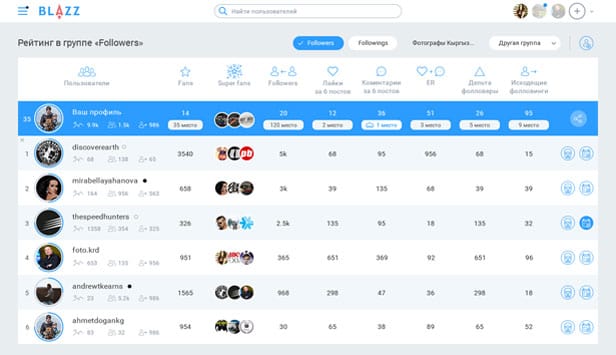 BLAZZ
Найти пользователей
Рейтинг в группе «Followers»
Followers
Followings
Фотографы Кыргыз...
Другая группа
Пользователи
Fans
Super fans
Followers
Лайки за 6 постов
Комментарии за 6 постов
ER
Дельта фолловеры
Исходящие фолловинги
35 Ваш профиль 14 20 12 36 51 26 95
9.9k 1.5k 986 35 место 120 место 2 место 1 место 3 место 5 место 9 место
1 discoverearth 3540 5k 68 95 956 68 15
68 138 65
2 mirabellayahanova 658 3k 39 135 68 39 39
164 956 563
3 thespeedhunters 326 2.5k 135 95 18 135 32
1358 354 325
4 foto.krd 951 365 651 369 92 651 96
653 135 956
5 andrewtkearns 1565 968 298 47 36 298 18
23 5.2k 986
6 ahmetdogankg 954 30 65 38 89 65 52
83 32 986